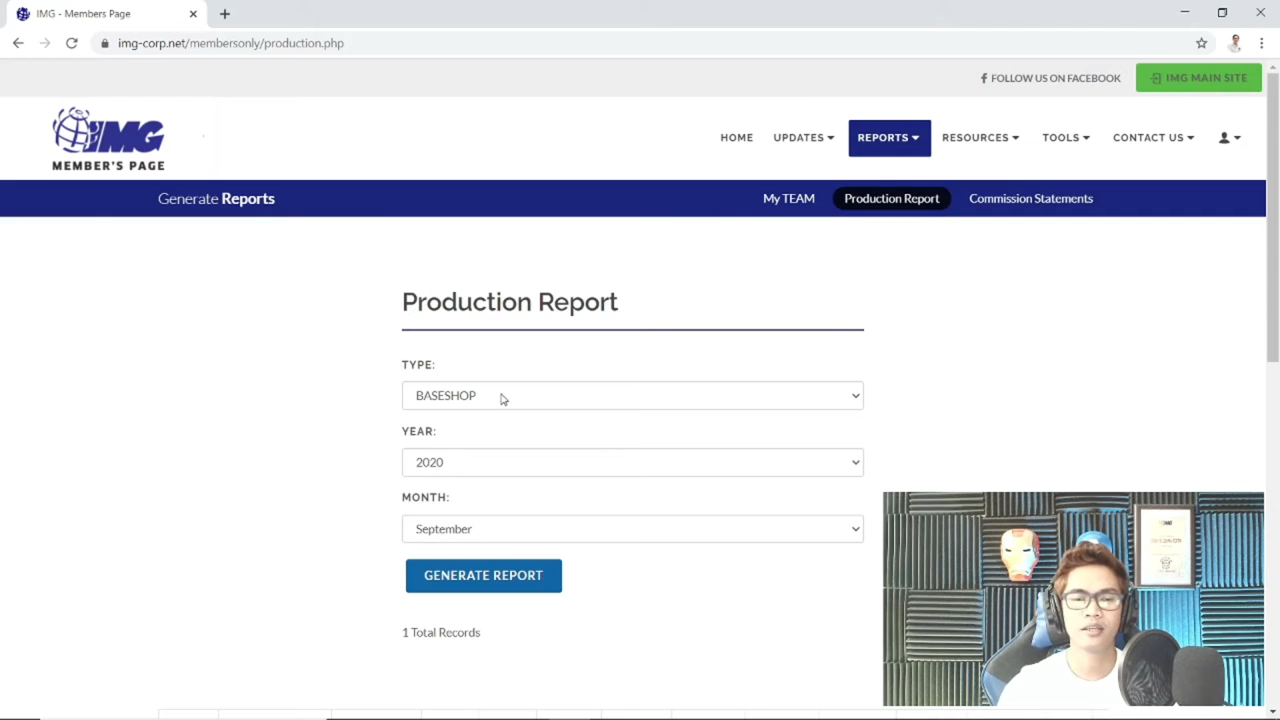 IMG - Members Page
img-corp.net/membersonly/production.php
FOLLOW US ON FACEBOOK
IMG MAIN SITE
IMG
MEMBER'S PAGE
HOME
UPDATES
REPORTS
RESOURCES
TOOLS
CONTACT US
Generate Reports
My TEAM
Production Report
Commission Statements
Production Report
TYPE:
BASESHOP
YEAR:
2020
MONTH:
September
GENERATE REPORT
1 Total Records